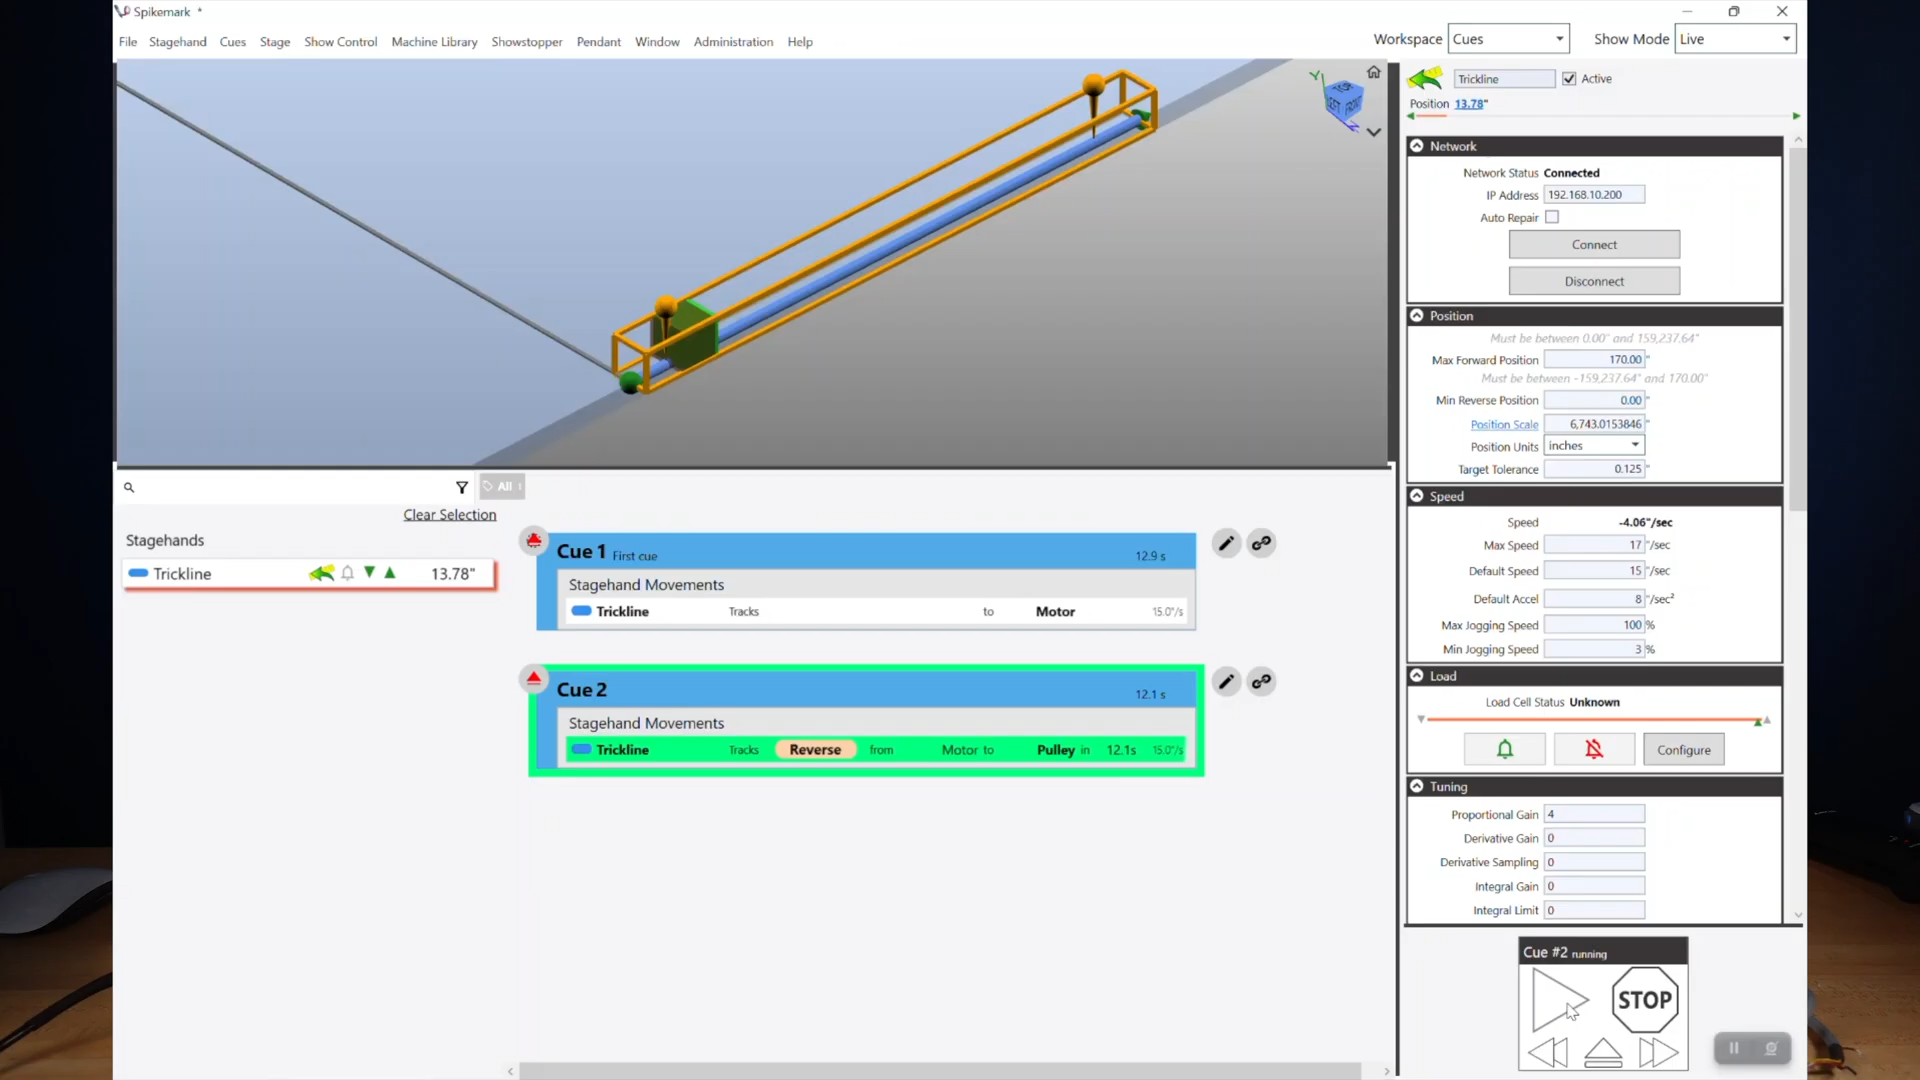 Spikemark *
File Stagehand Cues Stage Show Control Machine Library Showstopper Pendant Window Administration Help
Workspace Cues Show Mode Live
Trickline Active
Position 13.78"
Network
Network Status Connected
IP Address 192.168.10.200
Auto Repair
Connect
Disconnect
Position
Must be between 0.00" and 159,237.64"
Max Forward Position 170.00 "
Must be between -159,237.64" and 170.00"
Min Reverse Position 0.00 "
Position Scale 6,743.0153846 "
Position Units inches
Target Tolerance 0.125 "
Speed
Speed -4.06"/sec
Max Speed 17 "/sec
Default Speed 15 "/sec
Default Accel 8 "/sec²
Max Jogging Speed 100 %
Min Jogging Speed 3 %
Load
Load Cell Status Unknown
Configure
Tuning
Proportional Gain 4
Derivative Gain 0
Derivative Sampling 0
Integral Gain 0
Integral Limit 0
Cue #2 running
STOP
Y
All
Clear Selection
Stagehands
Trickline 13.78"
Cue 1 First cue 12.9 s
Stagehand Movements
Trickline Tracks to Motor 15.0"/s
Cue 2 12.1 s
Stagehand Movements
Trickline Tracks Reverse from Motor to Pulley in 12.1s 15.0"/s